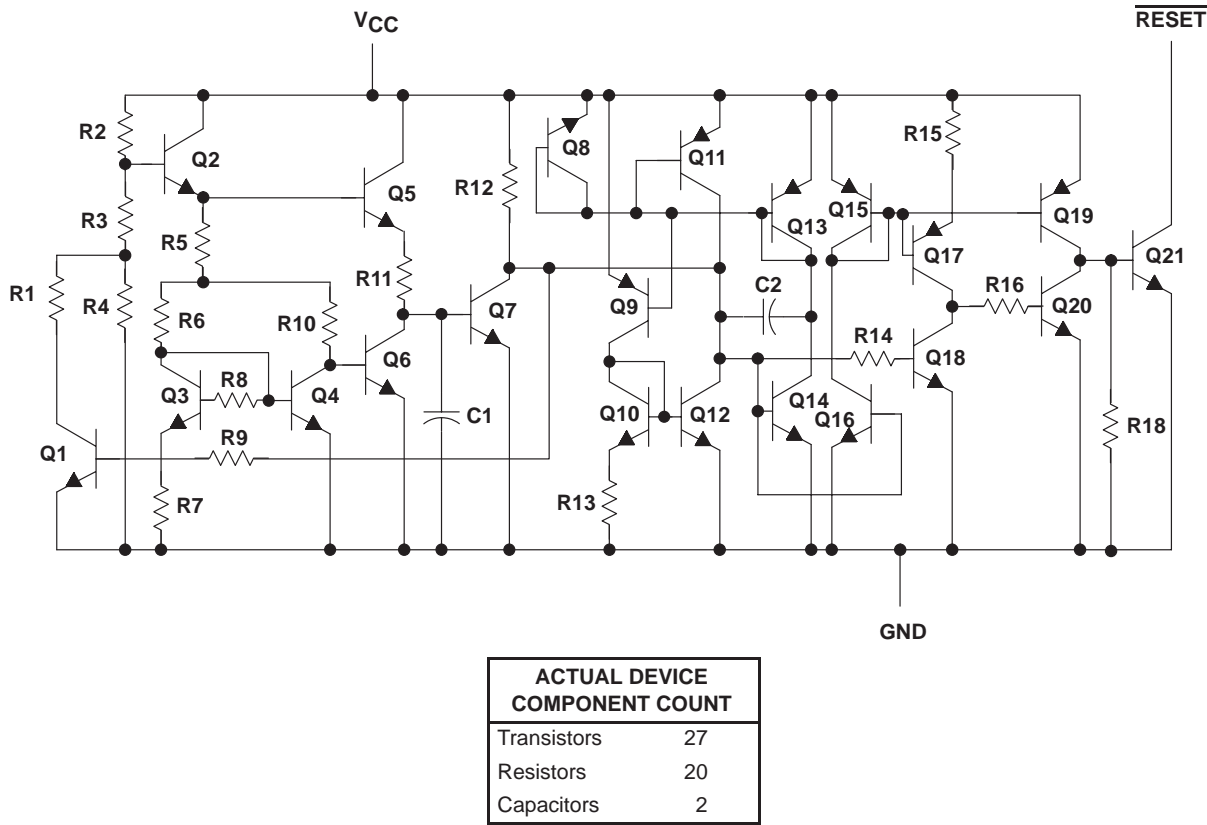 VCC
RESET
R2
Q2
Q5
R12
Q8
Q11
R15
R3
R5
Q13
Q15
Q17
Q19
Q21
R1
R4
R6
R10
R11
Q7
Q9
C2
R16
Q20
Q3
R8
Q4
Q6
C1
Q10
Q12
R14
Q14
Q16
Q18
R18
Q1
R9
R7
R13
GND
ACTUAL DEVICE
COMPONENT COUNT
Transistors 27
Resistors 20
Capacitors 2